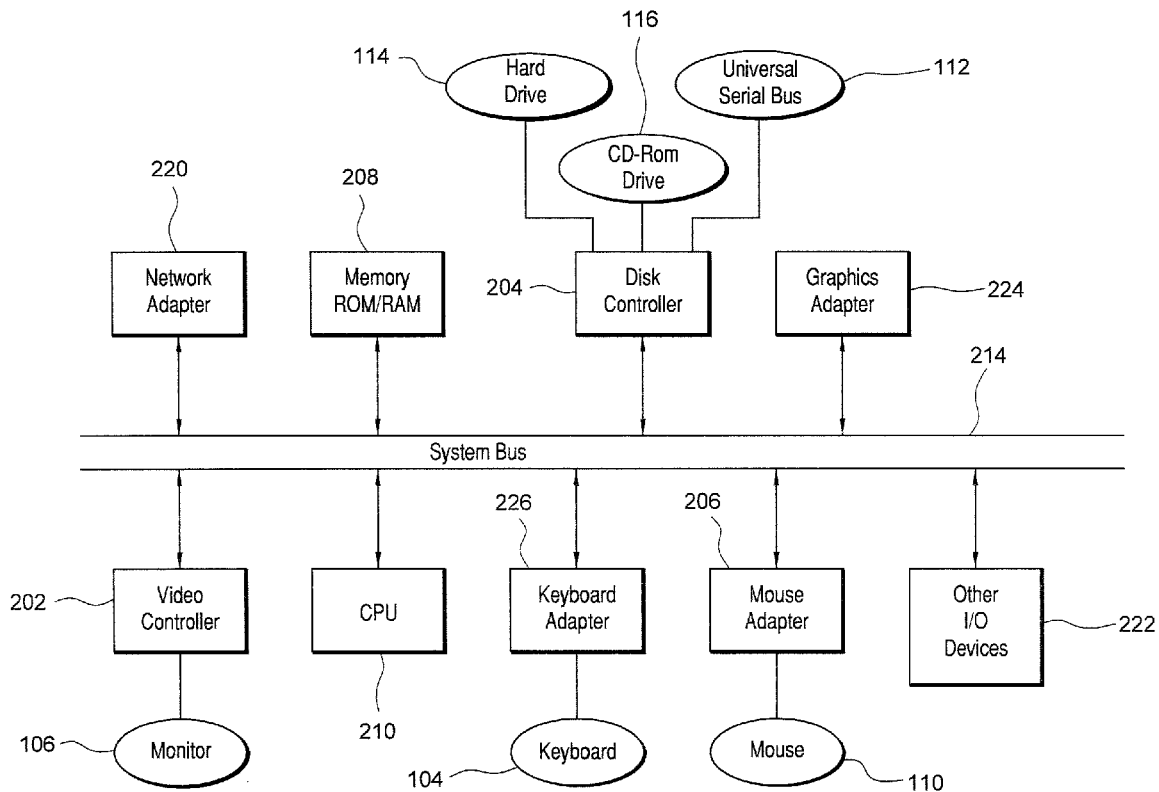 116
114
Hard
Drive
Universal
Serial Bus
112
CD-Rom
Drive
220
208
Network
Adapter
Memory
ROM/RAM
204
Disk
Controller
Graphics
Adapter
224
214
System Bus
226
206
202
Video
Controller
CPU
Keyboard
Adapter
Mouse
Adapter
Other
I/O
Devices
222
210
106
Monitor
104
Keyboard
Mouse
110